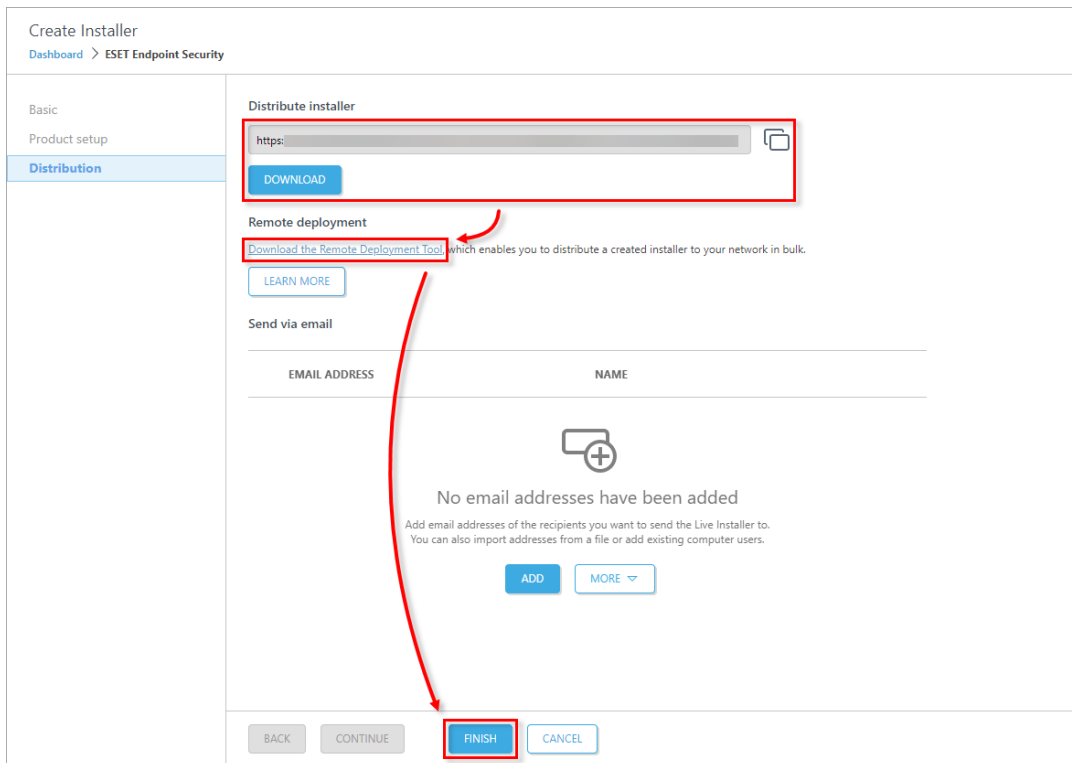 Create Installer
Dashboard > ESET Endpoint Security
Basic
Product setup
Distribution
Distribute installer
https:
DOWNLOAD
Remote deployment
Download the Remote Deployment Tool, which enables you to distribute a created installer to your network in bulk.
LEARN MORE
Send via email
EMAIL ADDRESS NAME
No email addresses have been added
Add email addresses of the recipients you want to send the Live Installer to.
You can also import addresses from a file or add existing computer users.
ADD MORE
BACK CONTINUE FINISH CANCEL